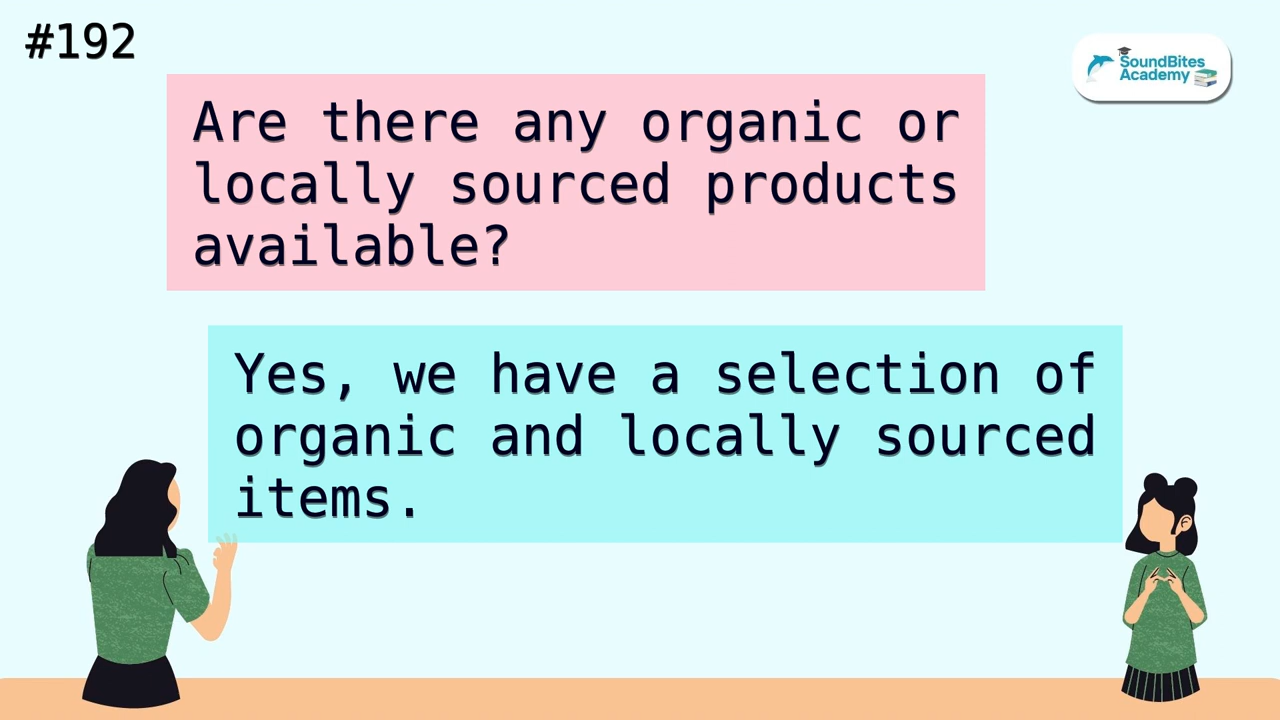 #192
SoundBites
Academy
Are there any organic or
locally sourced products
available?
Yes, we have a selection of
organic and locally sourced
items.